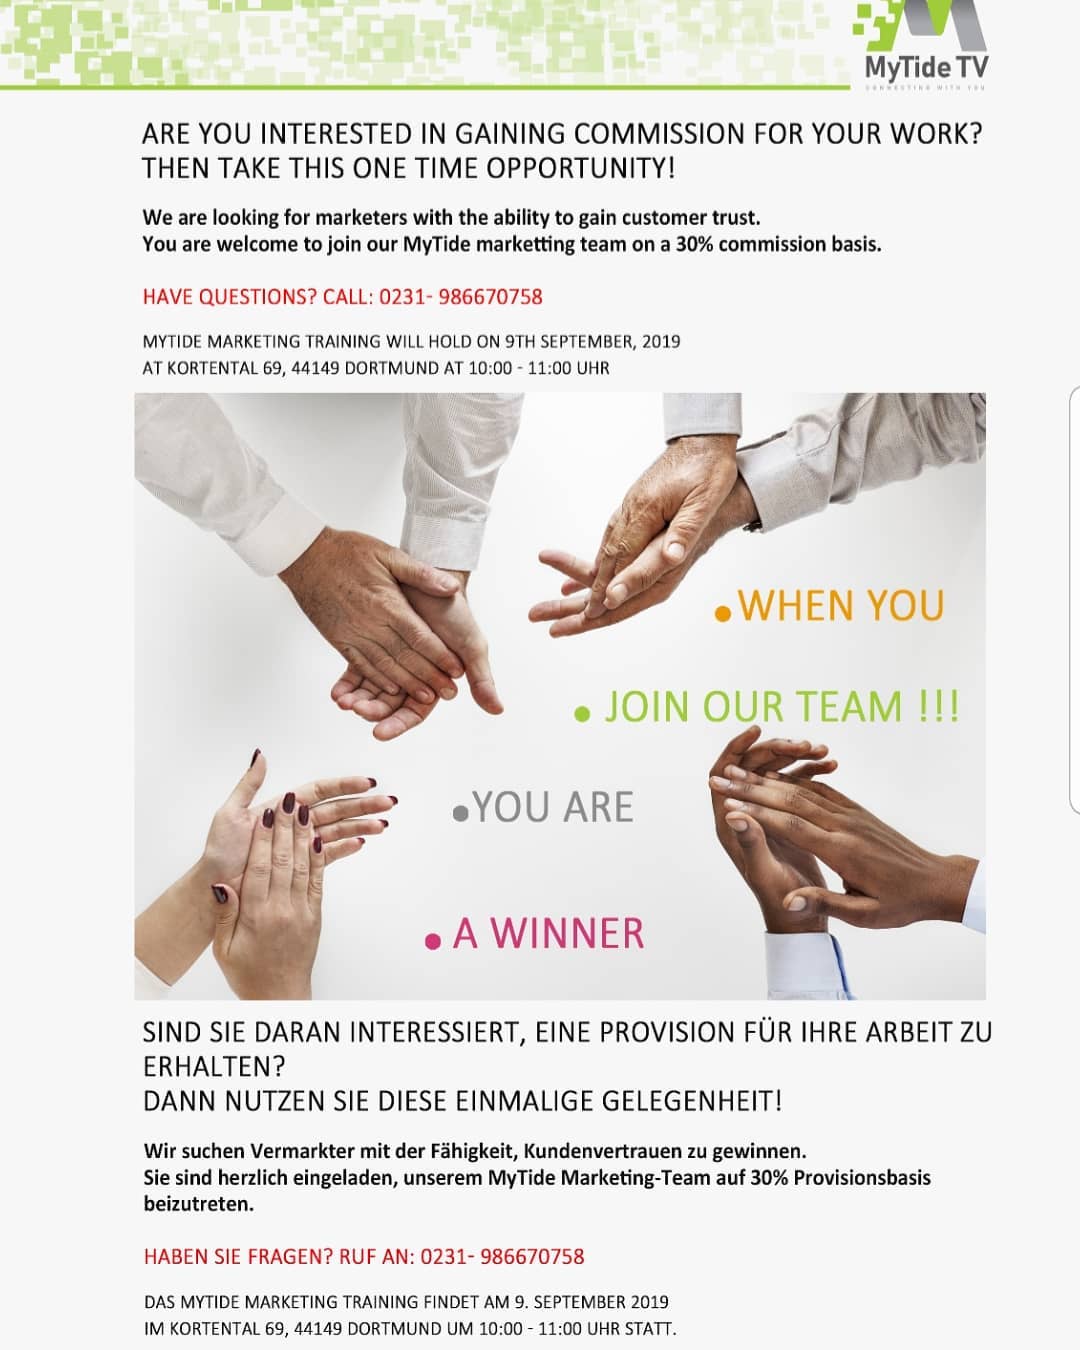 MyTide TV
CONNECTING WITH YOU
ARE YOU INTERESTED IN GAINING COMMISSION FOR YOUR WORK?
THEN TAKE THIS ONE TIME OPPORTUNITY!
We are looking for marketers with the ability to gain customer trust.
You are welcome to join our MyTide marketting team on a 30% commission basis.
HAVE QUESTIONS? CALL: 0231- 986670758
MYTIDE MARKETING TRAINING WILL HOLD ON 9TH SEPTEMBER, 2019
AT KORTENTAL 69, 44149 DORTMUND AT 10:00 - 11:00 UHR
•WHEN YOU
• JOIN OUR TEAM !!!
•YOU ARE
• A WINNER
SIND SIE DARAN INTERESSIERT, EINE PROVISION FÜR IHRE ARBEIT ZU
ERHALTEN?
DANN NUTZEN SIE DIESE EINMALIGE GELEGENHEIT!
Wir suchen Vermarkter mit der Fähigkeit, Kundenvertrauen zu gewinnen.
Sie sind herzlich eingeladen, unserem MyTide Marketing-Team auf 30% Provisionsbasis
beizutreten.
HABEN SIE FRAGEN? RUF AN: 0231- 986670758
DAS MYTIDE MARKETING TRAINING FINDET AM 9. SEPTEMBER 2019
IM KORTENTAL 69, 44149 DORTMUND UM 10:00 - 11:00 UHR STATT.